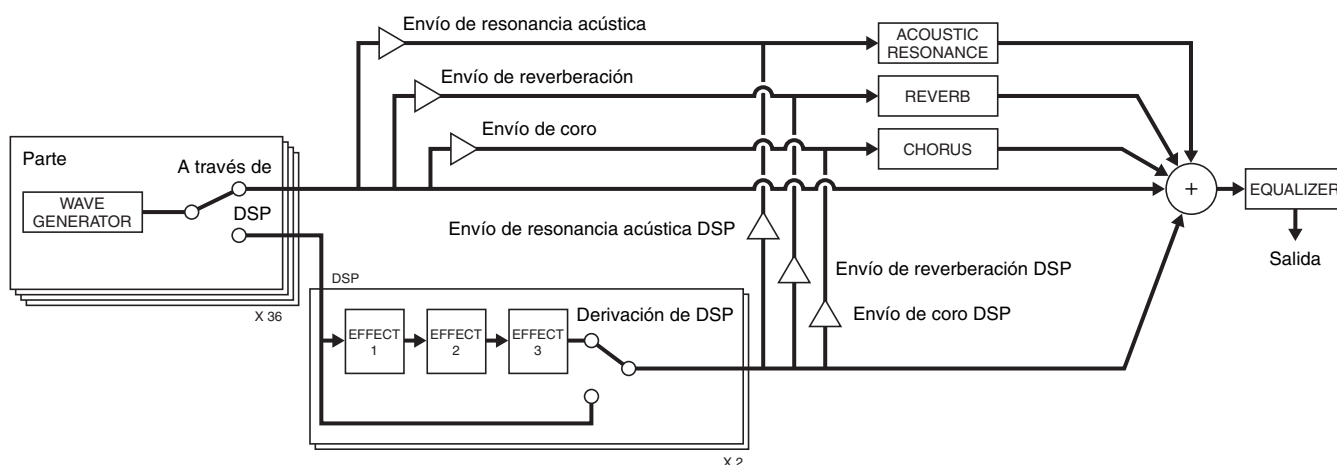 Envío de resonancia acústica
ACOUSTIC
RESONANCE
Envío de reverberación
REVERB
Envío de coro
CHORUS
Parte
A través de
WAVE
GENERATOR
DSP
+
EQUALIZER
Envío de resonancia acústica DSP
Salida
Envío de reverberación DSP
DSP
X 36
Derivación de DSP
Envío de coro DSP
EFFECT
1
EFFECT
2
EFFECT
3
X 2